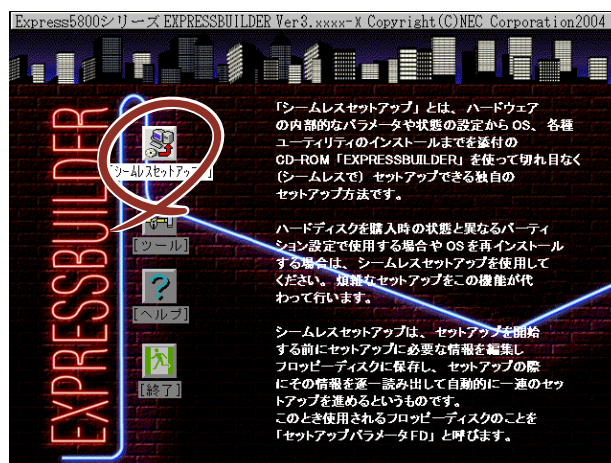 Express5800シリーズ EXPRESSBUILDER Ver3.xxxx-X Copyright(C)NEC Corporation2004
EXPRESSBUILDER
「シームレスセットアップ」
[ツール]
[ヘルプ]
[終了]
「シームレスセットアップ」とは、ハードウェア
の内部的なパラメータや状態の設定から OS、各種
ユーティリティのインストールまでを添付の
CD-ROM「EXPRESSBUILDER」を使って切れ目なく
(シームレスで) セットアップできる独自の
セットアップ方法です。
ハードディスクを購入時の状態と異なるパーティ
ション設定で使用する場合や OS を再インストール
する場合は、シームレスセットアップを使用して
ください。煩雑なセットアップをこの機能が代
わって行います。
シームレスセットアップは、セットアップを開始
する前にセットアップに必要な情報を編集し
フロッピーディスクに保存し、セットアップの際
にその情報を逐一読み出して自動的に一連のセッ
トアップを進めるというものです。
このとき使用されるフロッピーディスクのことを
「セットアップパラメータFD」と呼びます。